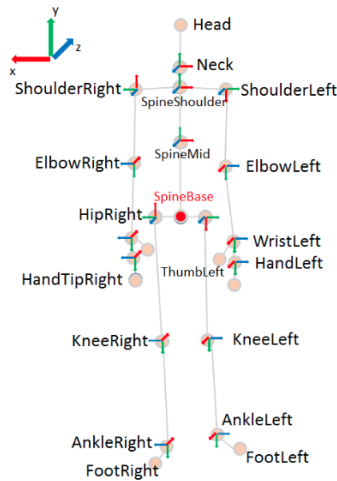 y
z
x
Head
Neck
ShoulderRight
ShoulderLeft
SpineShoulder
SpineMid
ElbowRight
ElbowLeft
SpineBase
HipRight
WristLeft
ThumbLeft
HandLeft
HandTipRight
KneeRight
KneeLeft
AnkleLeft
AnkleRight
FootLeft
FootRight